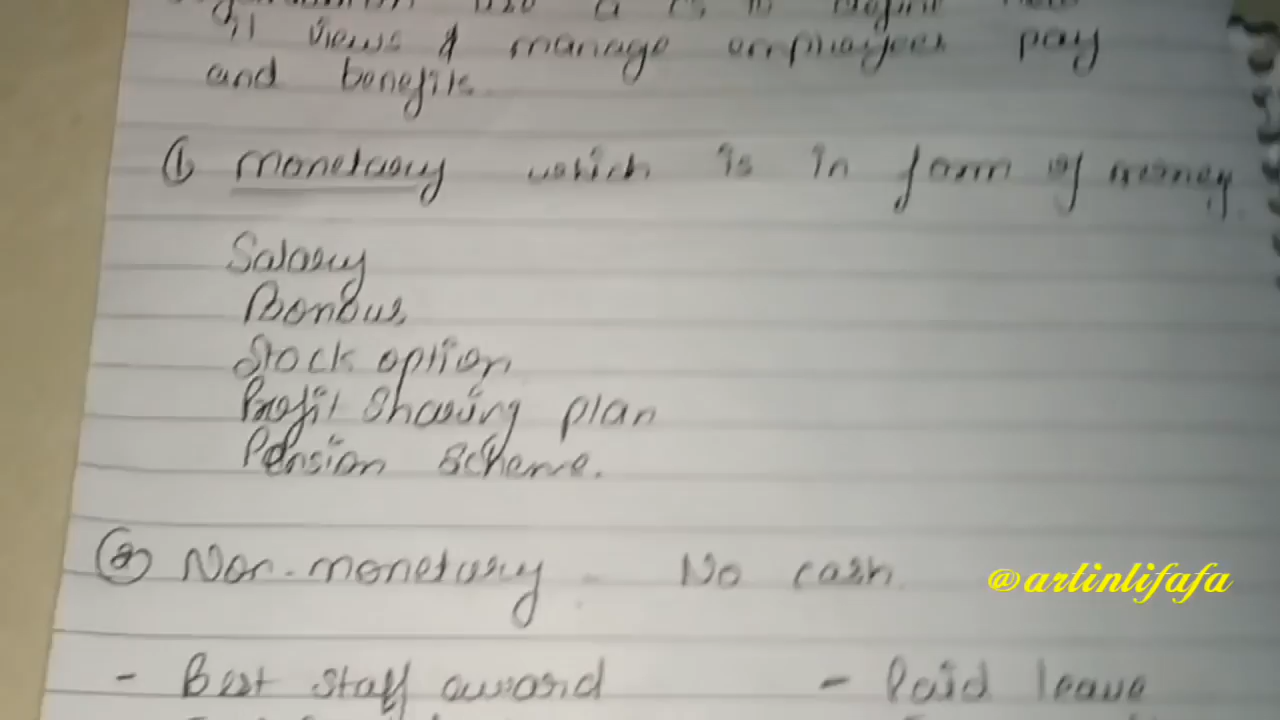 it views & manage employees pay
and benefits.
① monetary which is in form of money
Salary
Bonus,
Stock option
Profit Sharing plan
Pension Scheme.
② Non-monetary - No cash
@artinlifafa
- Best staff award - Paid leave